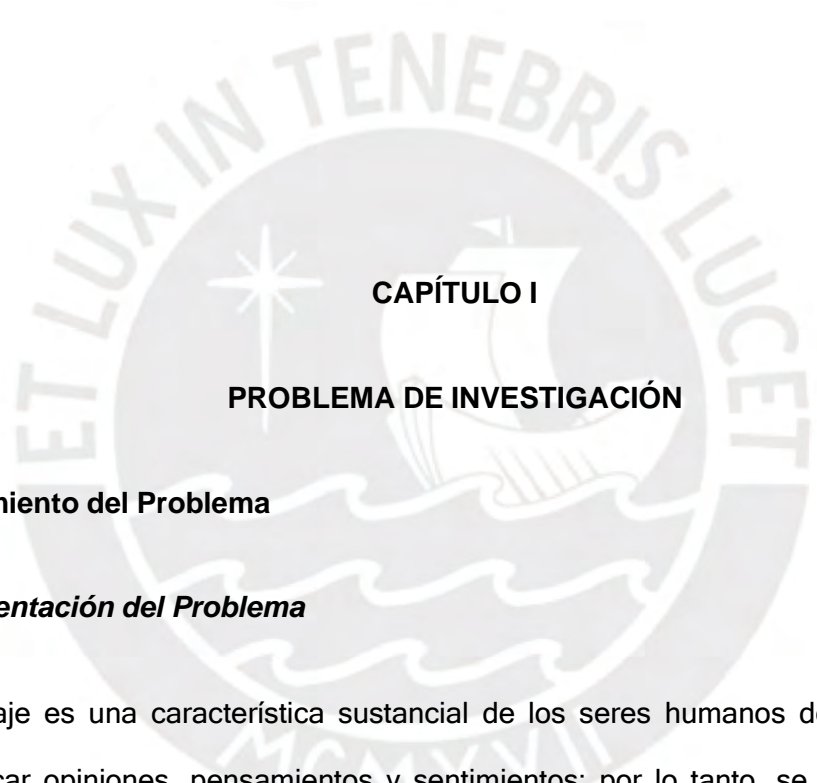 ET LUX IN TENEBRIS LUCET
CAPÍTULO I
PROBLEMA DE INVESTIGACIÓN
miento del Problema
entación del Problema
aje es una característica sustancial de los seres humanos d
car opiniones, pensamientos y sentimientos; por lo tanto, se
MCMXVII